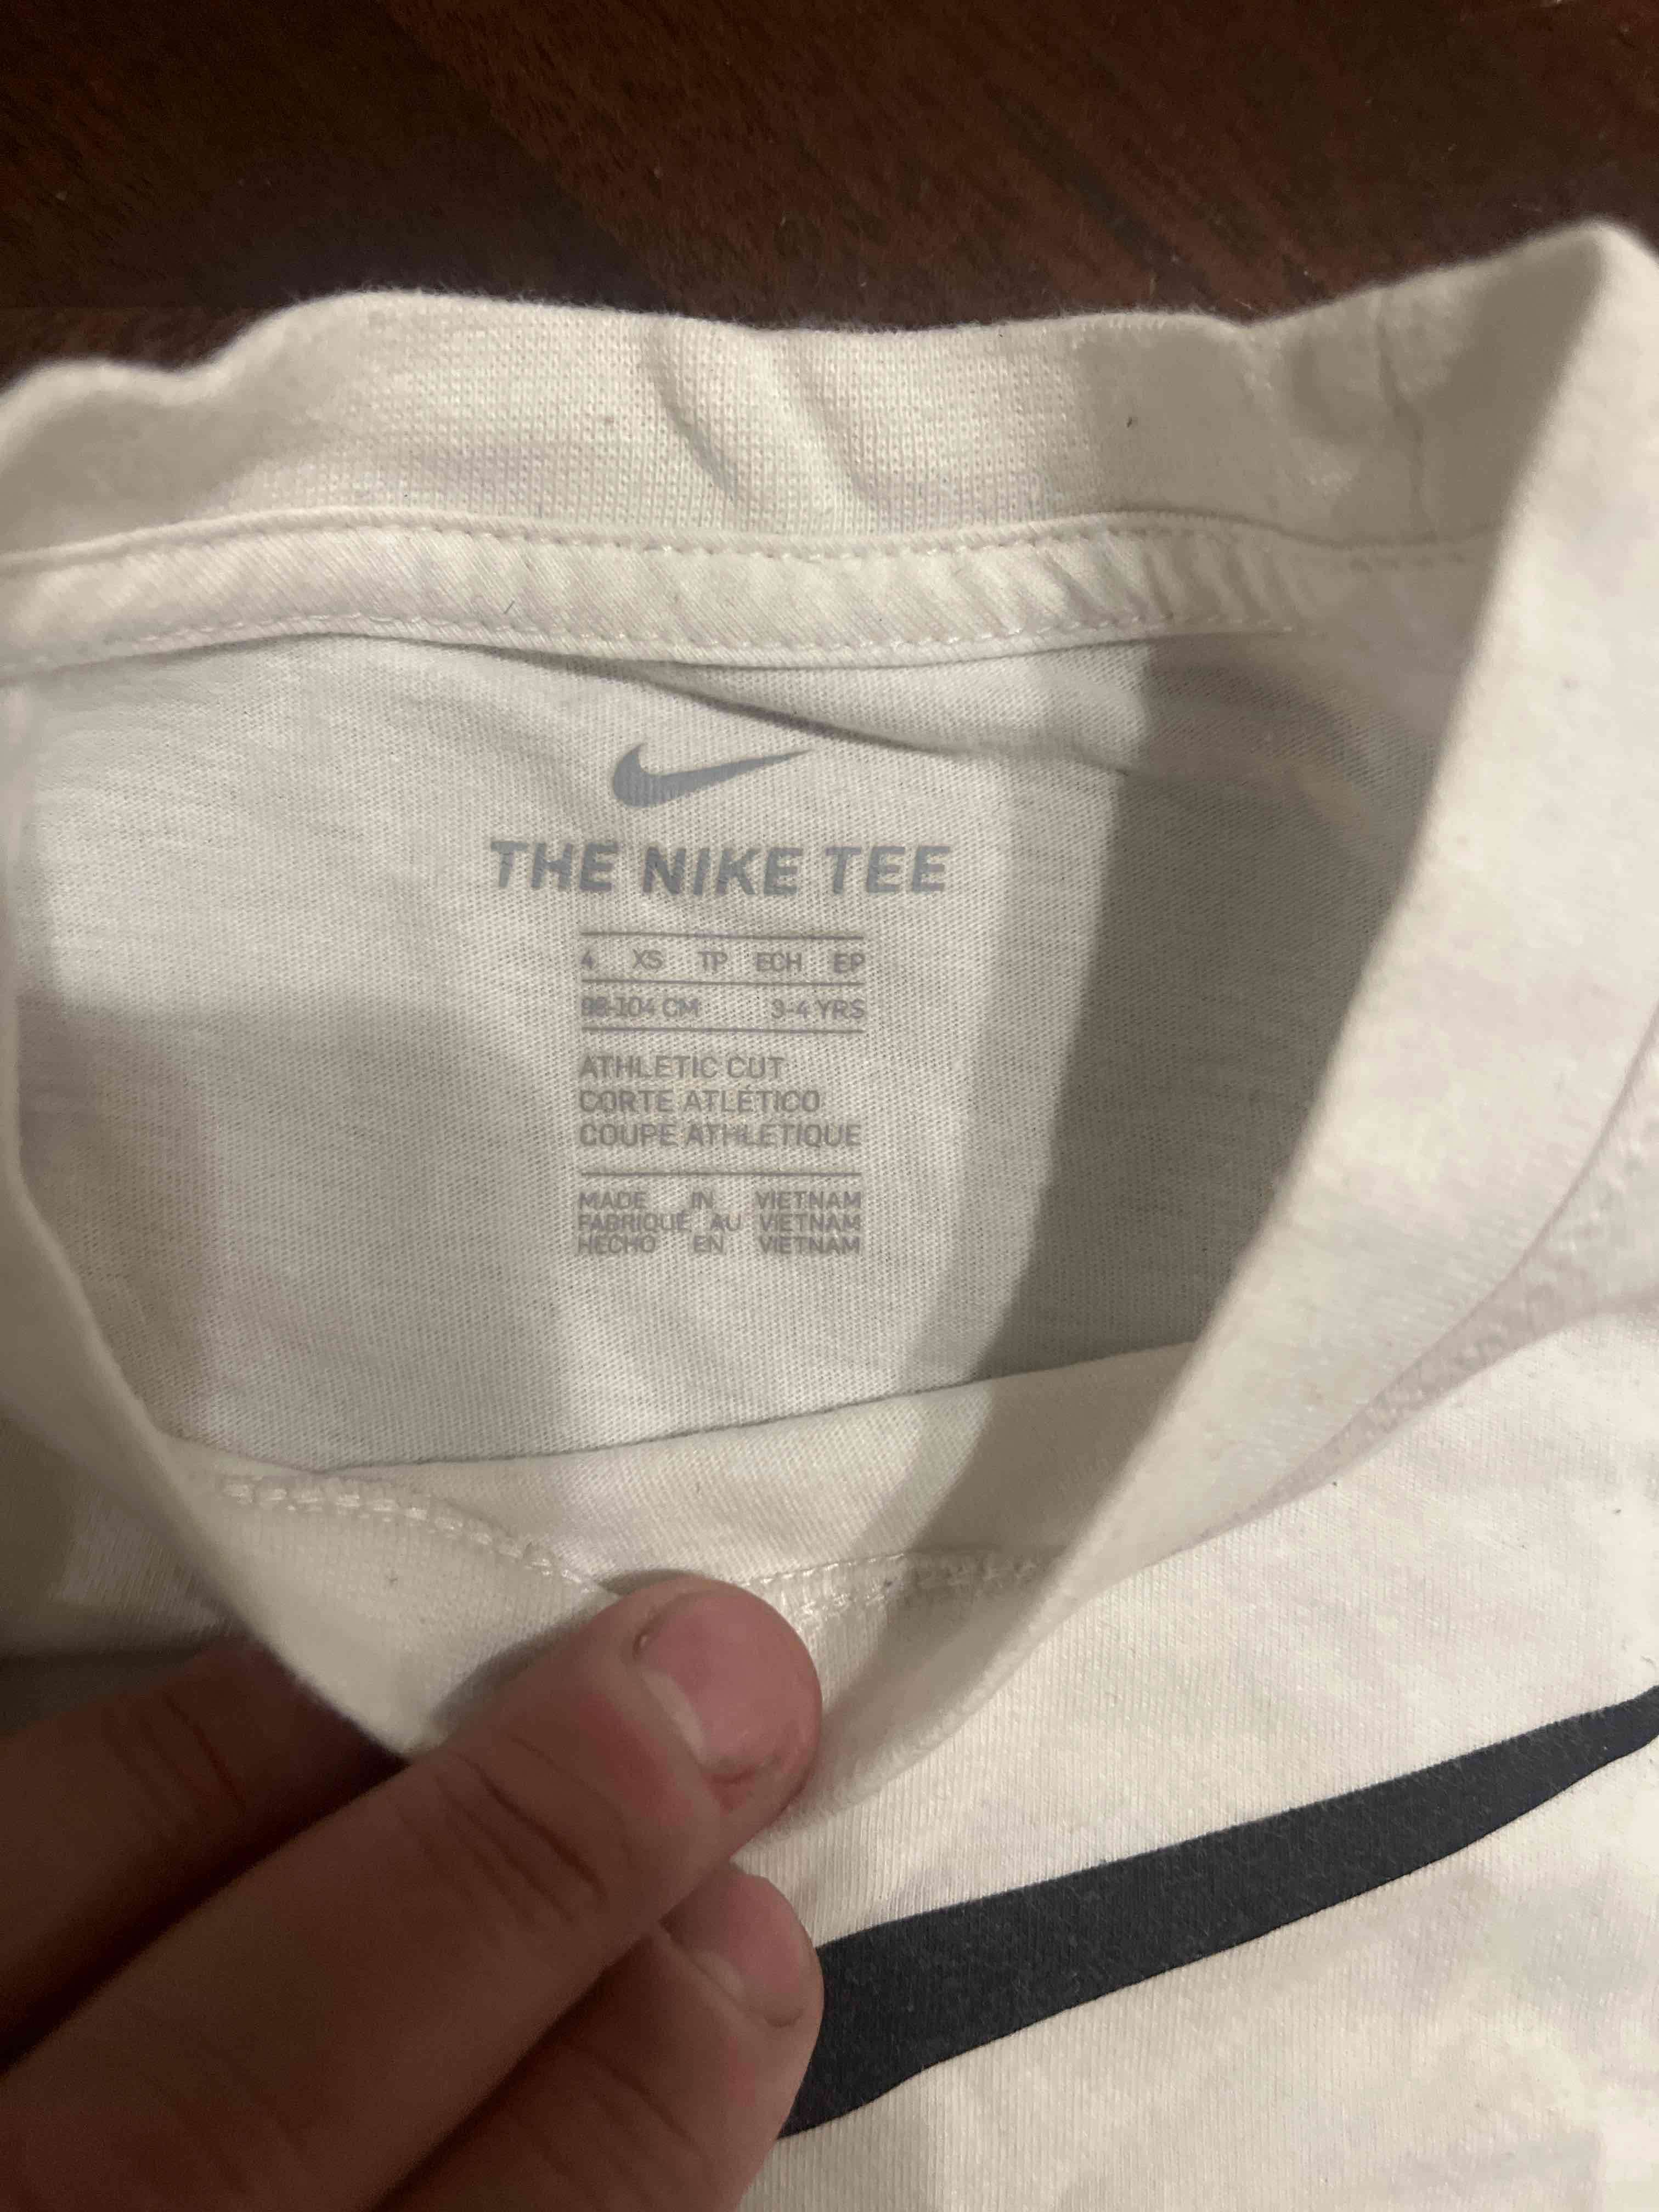 THE NIKE TEE
4 XS TP ECH EP
98-104 CM 3-4 YRS
ATHLETIC CUT
CORTE ATLÉTICO
COUPE ATHLETIQUE
MADE IN VIETNAM
FABRIQUÉ AU VIETNAM
HECHO EN VIETNAM